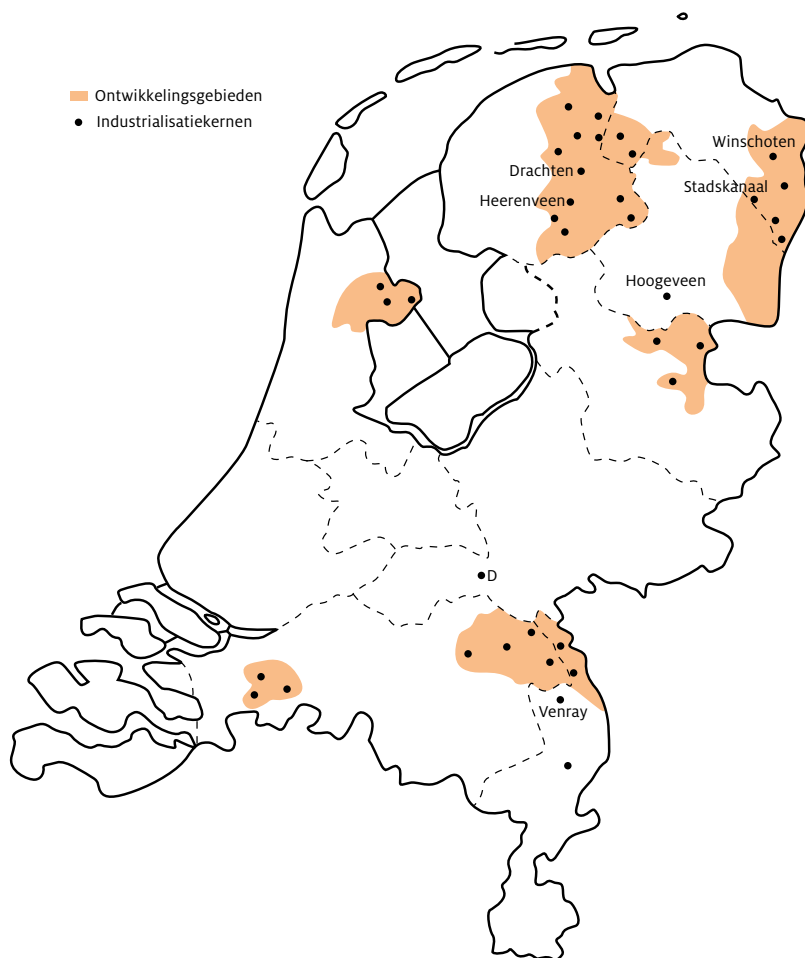 Ontwikkelingsgebieden
Industrialisatiekernen
Winschoten
Drachten
Stadskanaal
Heerenveen
Hoogeveen
D
Venray